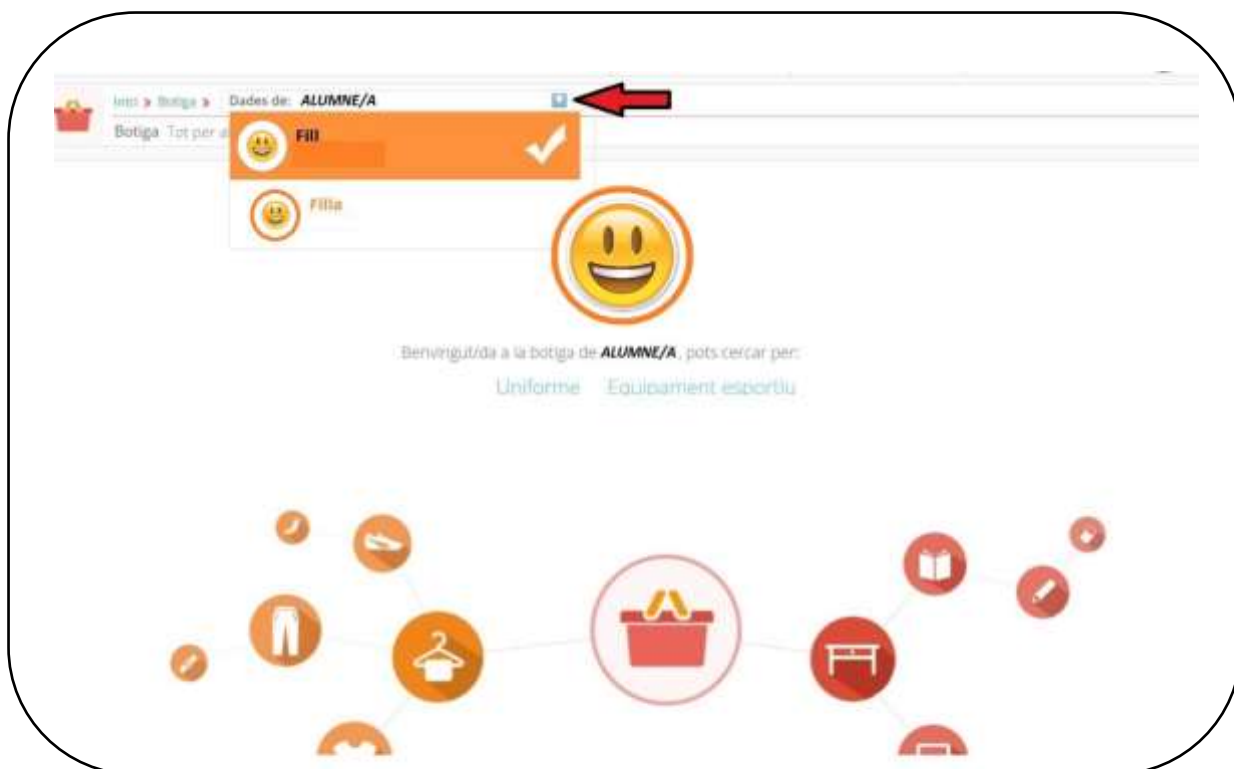 Inici » Botiga » Dades de: ALUMNE/A
Botiga Tot per a
Fill
Filla
Benvingut/da a la botiga de ALUMNE/A, pots cercar per:
Uniforme Equipament esportiu